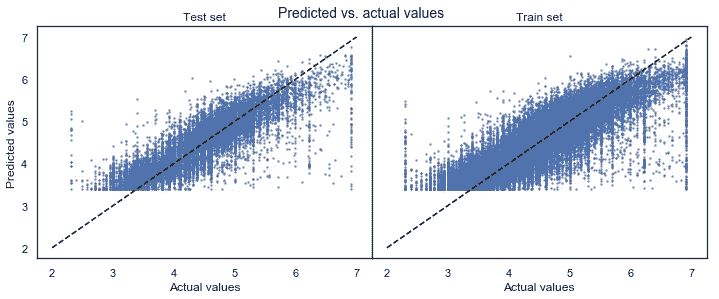 Predicted vs. actual values
Test set
Train set
Predicted values
7
6
5
4
3
2
2 3 4 5 6 7
2 3 4 5 6 7
Actual values
Actual values